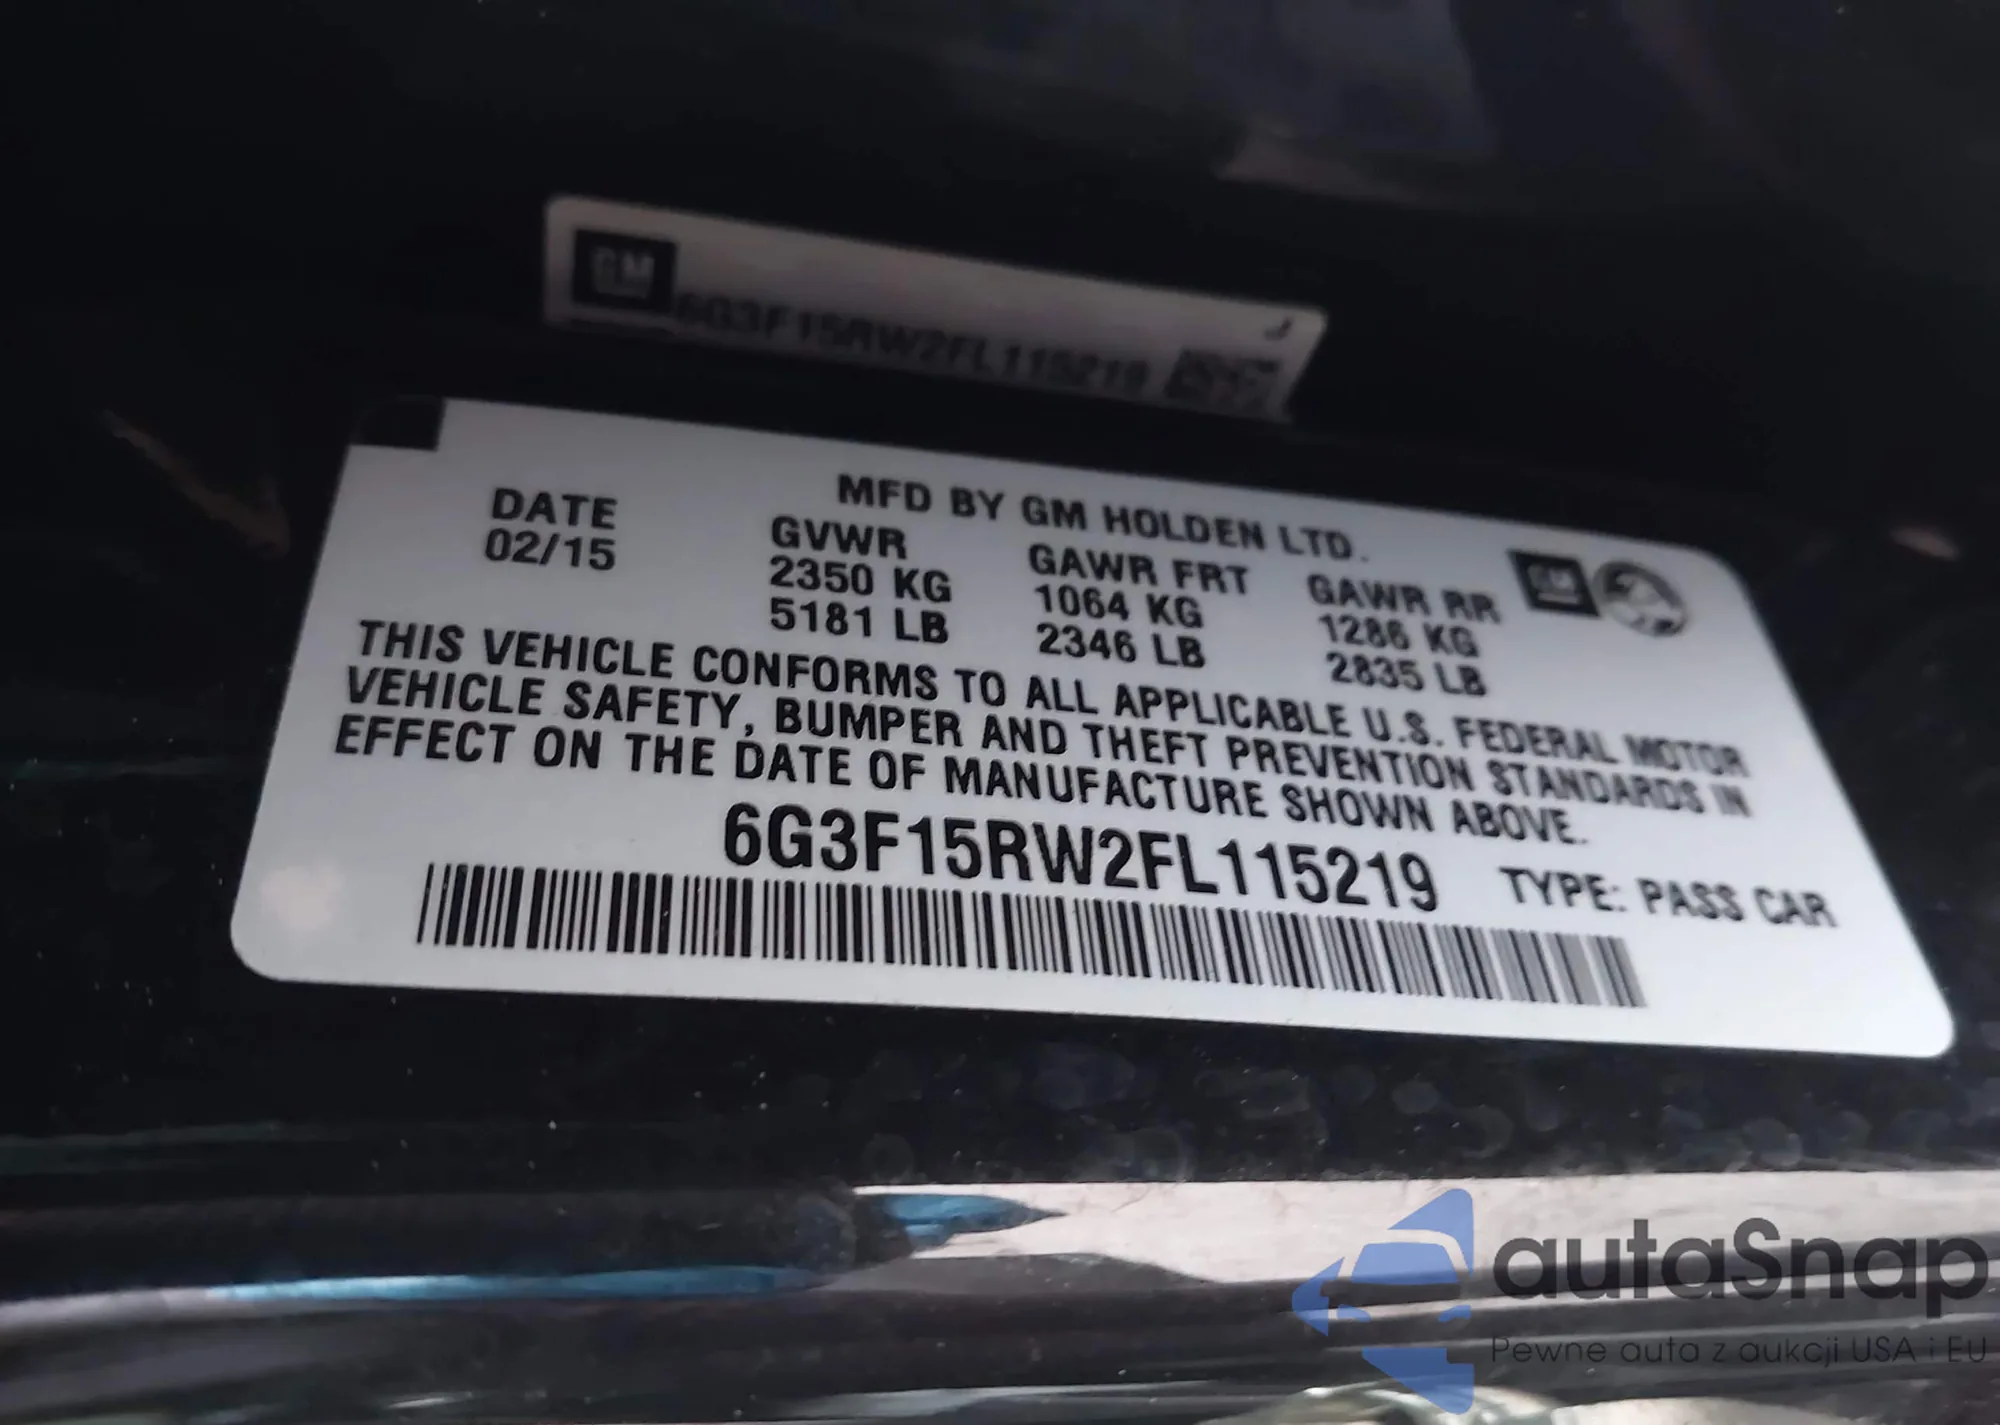 GM
J
6G3F15RW2FL115219
MFD BY GM HOLDEN LTD.
DATE GVWR GAWR FRT GAWR RR
02/15 2350 KG 1064 KG 1286 KG
5181 LB 2346 LB 2835 LB
GM
THIS VEHICLE CONFORMS TO ALL APPLICABLE U.S. FEDERAL MOTOR
VEHICLE SAFETY, BUMPER AND THEFT PREVENTION STANDARDS IN
EFFECT ON THE DATE OF MANUFACTURE SHOWN ABOVE.
6G3F15RW2FL115219 TYPE: PASS CAR
autaSnap
Pewne auta z aukcji USA i EU